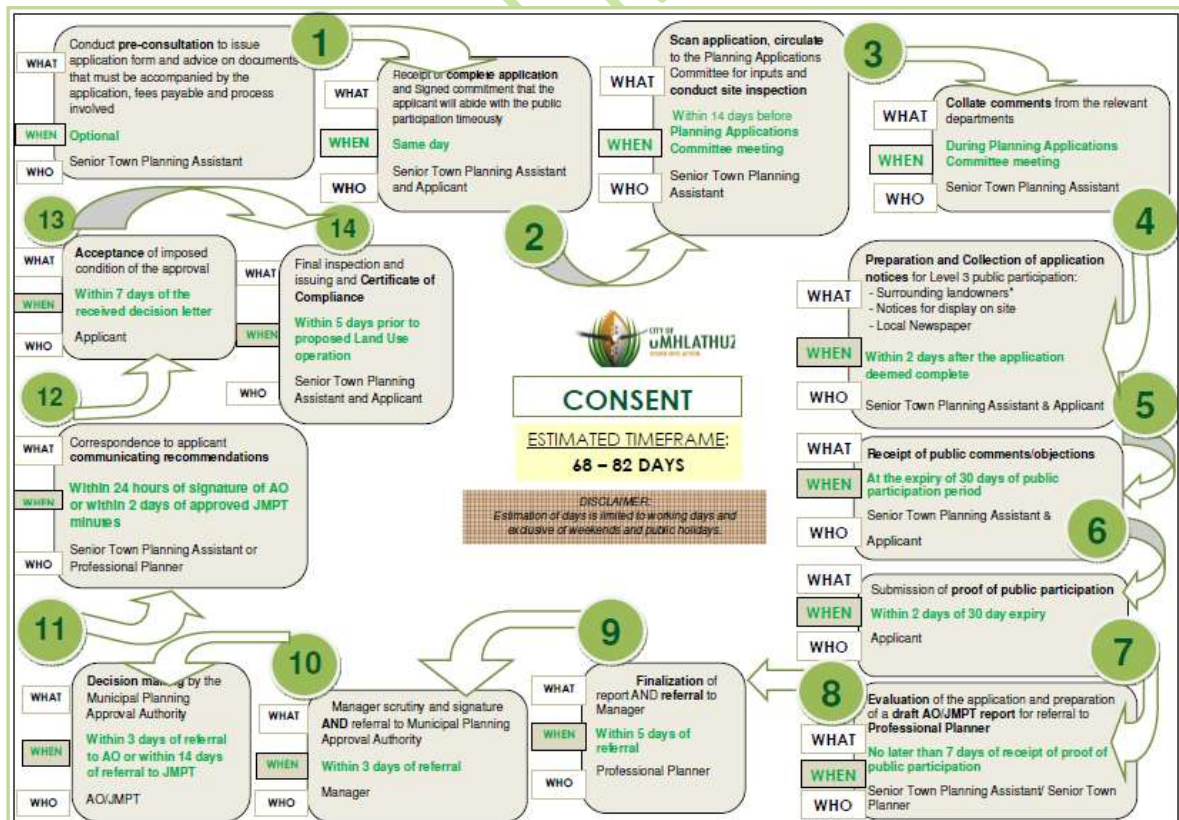 1
WHAT
Conduct pre-consultation to issue
application form and advice on documents
that must be accompanied by the
application, fees payable and process
involved
WHEN
Optional
WHO
Senior Town Planning Assistant
WHAT
Receipt of complete application
and Signed commitment that the
applicant will abide with the public
participation timeously
WHEN
Same day
WHO
Senior Town Planning Assistant
and Applicant
2
WHAT
Scan application, circulate
to the Planning Applications
Committee for inputs and
conduct site inspection
WHEN
Within 14 days before
Planning Applications
Committee meeting
WHO
Senior Town Planning
Assistant
3
WHAT
Collate comments from the relevant
departments
WHEN
During Planning Applications
Committee meeting
WHO
Senior Town Planning Assistant
4
WHAT
Preparation and Collection of application
notices for Level 3 public participation:
- Surrounding landowners*
- Notices for display on site
- Local Newspaper
WHEN
Within 2 days after the application
deemed complete
WHO
Senior Town Planning Assistant & Applicant
5
WHAT
Receipt of public comments/objections
WHEN
At the expiry of 30 days of public
participation period
WHO
Senior Town Planning Assistant &
Applicant
6
WHAT
Submission of proof of public participation
WHEN
Within 2 days of 30 day expiry
WHO
Applicant
7
8
WHAT
Evaluation of the application and preparation
of a draft AO/JMPT report for referral to
Professional Planner
WHEN
No later than 7 days of receipt of proof of
public participation
WHO
Senior Town Planning Assistant/ Senior Town
Planner
9
WHAT
Finalization of
report AND referral to
Manager
WHEN
Within 5 days of
referral
WHO
Professional Planner
10
WHAT
Manager scrutiny and signature
AND referral to Municipal Planning
Approval Authority
WHEN
Within 3 days of referral
WHO
Manager
11
WHAT
Decision making by the
Municipal Planning
Approval Authority
WHEN
Within 3 days of referral
to AO or within 14 days
of referral to JMPT
WHO
AO/JMPT
12
WHAT
Correspondence to applicant
communicating recommendations
WHEN
Within 24 hours of signature of AO
or within 2 days of approved JMPT
minutes
WHO
Senior Town Planning Assistant or
Professional Planner
13
WHAT
Acceptance of imposed
condition of the approval
WHEN
Within 7 days of the
received decision letter
WHO
Applicant
14
WHAT
Final inspection and
issuing and Certificate of
Compliance
WHEN
Within 5 days prior to
proposed Land Use
operation
WHO
Senior Town Planning
Assistant and Applicant
CITY OF
uMHLATHUZ
CONSENT
ESTIMATED TIMEFRAME:
68 – 82 DAYS
DISCLAIMER:
Estimation of days is limited to working days and
exclusive of weekends and public holidays.